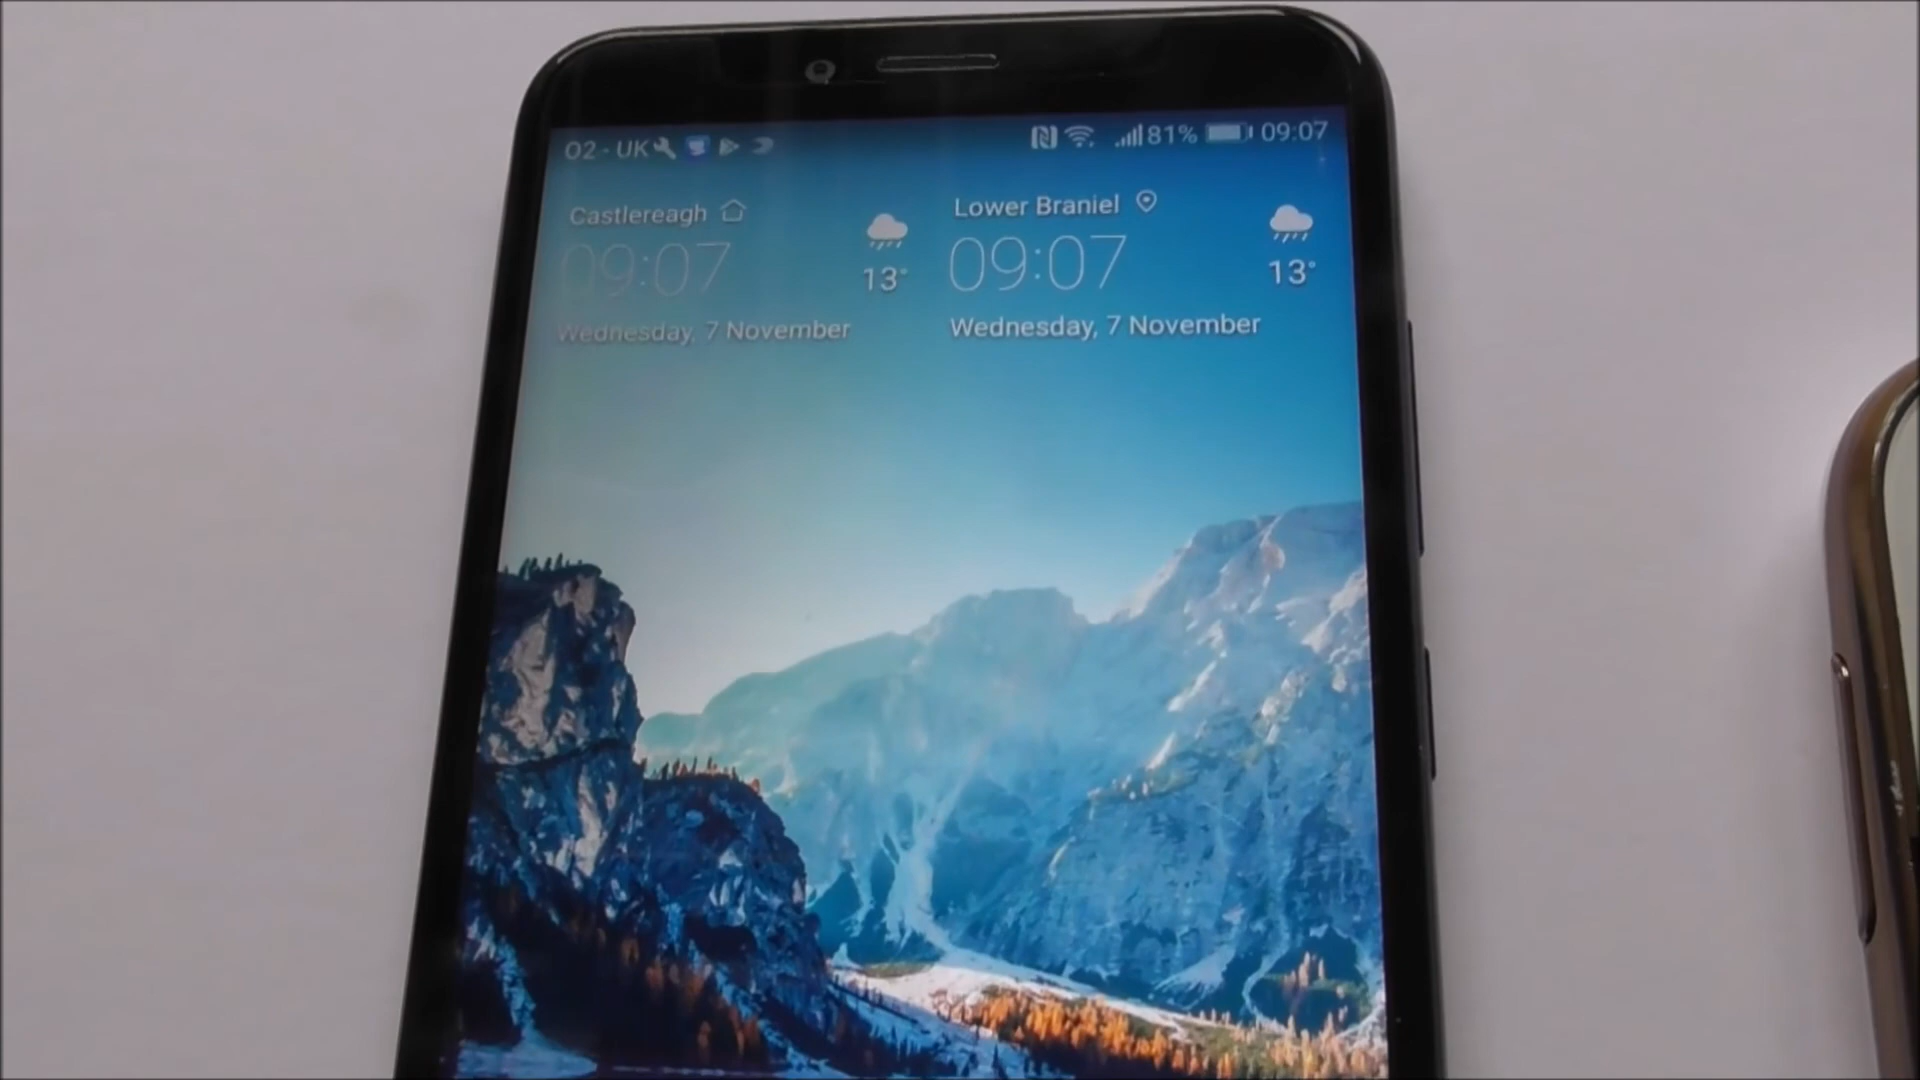 O2 - UK 81% 09:07
Castlereagh
09:07
13°
Wednesday, 7 November
Lower Braniel
09:07
13°
Wednesday, 7 November